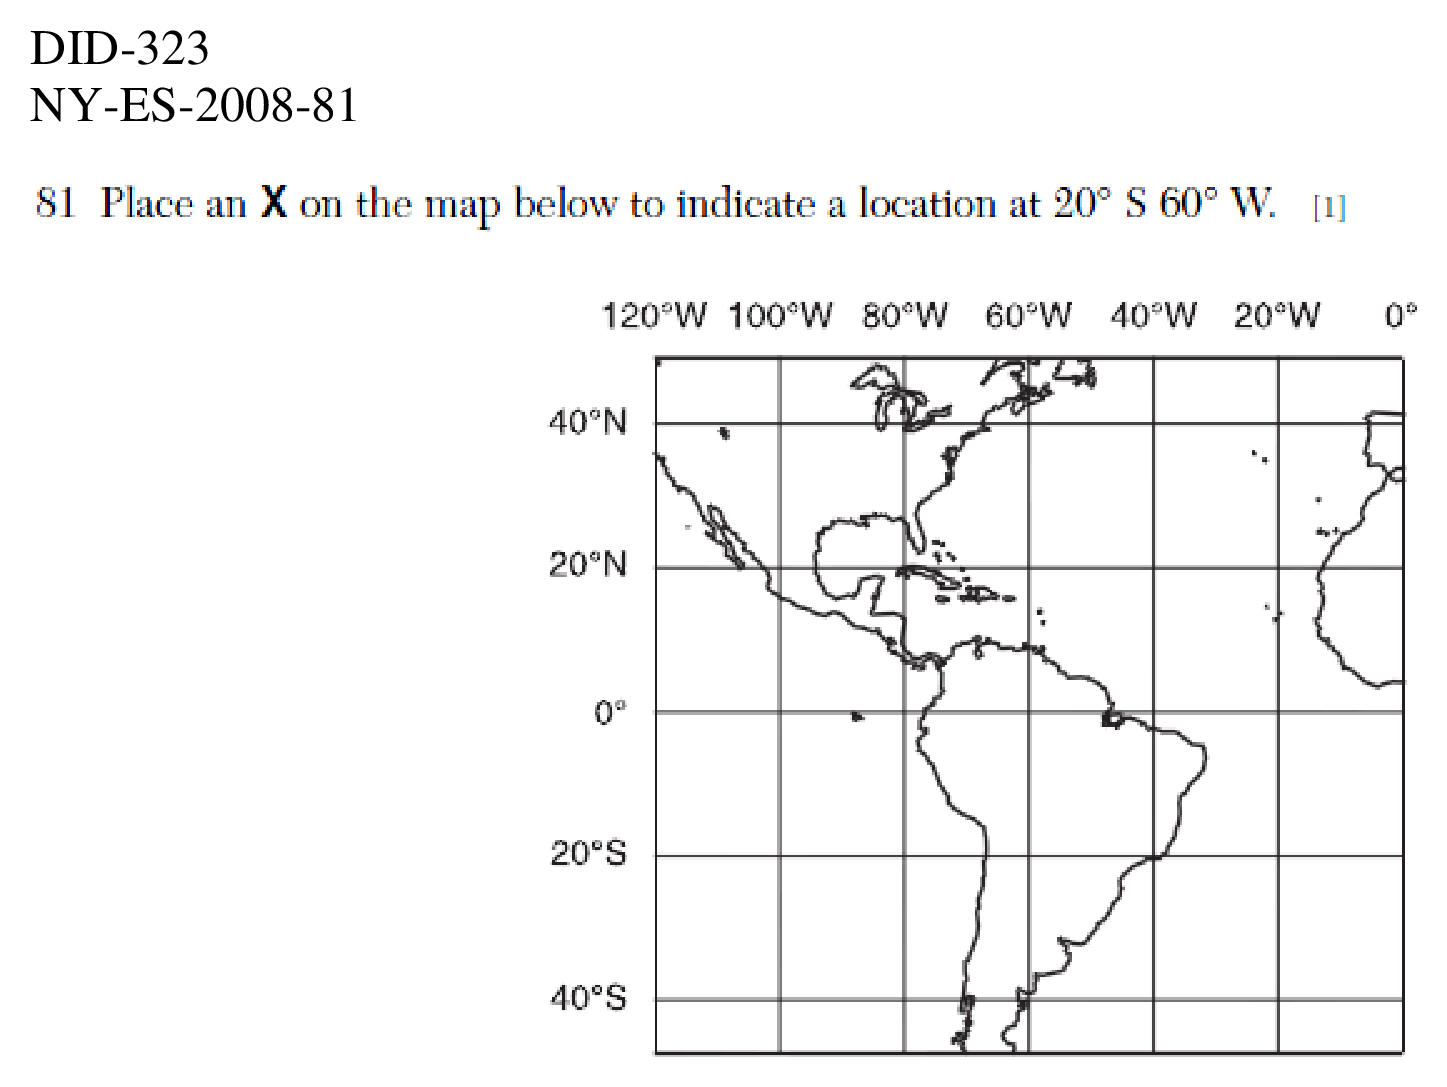 DID-323
NY-ES-2008-81
81 Place an X on the map below to indicate a location at 20° S 60° W. [1]
120°W 100°W 80°W 60°W 40°W 20°W 0°
40°N
20°N
0°
20°S
40°S